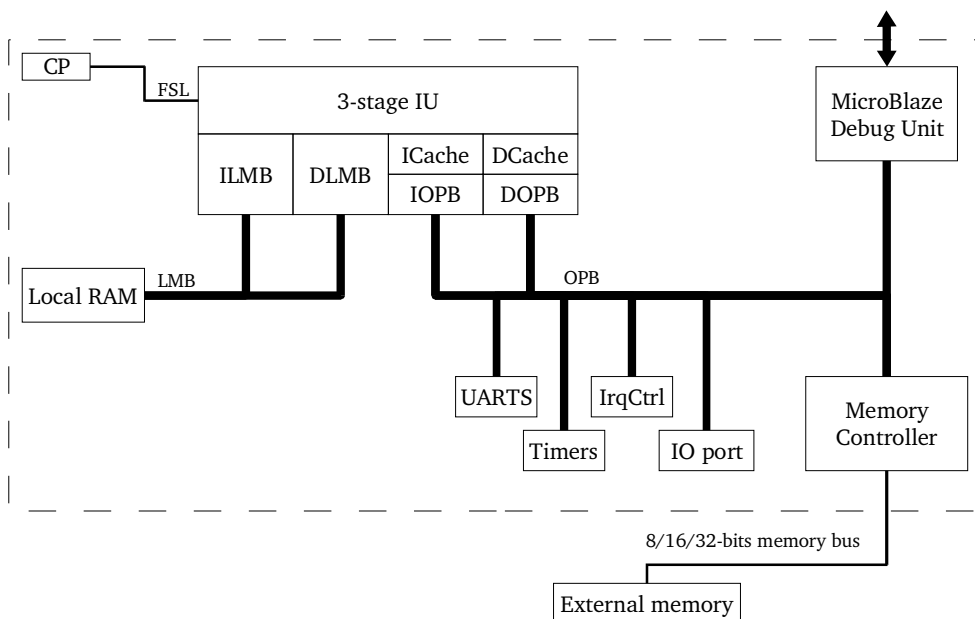 CP
FSL
3-stage IU
MicroBlaze
Debug Unit
ILMB
DLMB
ICache
DCache
IOPB
DOPB
Local RAM
LMB
OPB
UARTS
IrqCtrl
Timers
IO port
Memory
Controller
8/16/32-bits memory bus
External memory